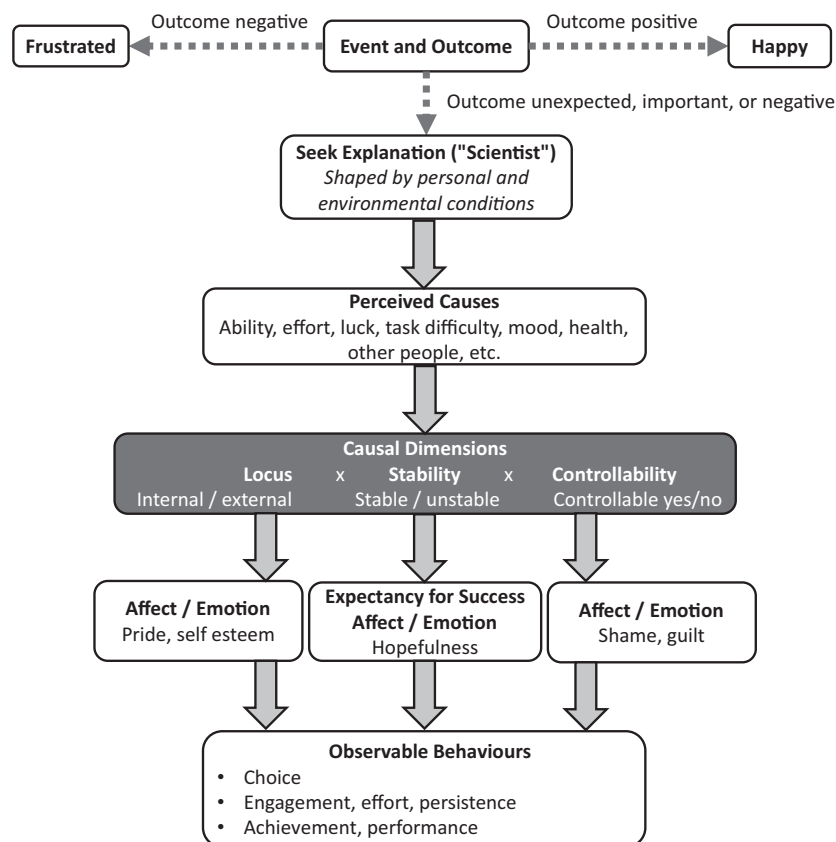 Outcome negative
Outcome positive
Frustrated
Event and Outcome
Happy
Outcome unexpected, important, or negative
Seek Explanation ("Scientist")
Shaped by personal and
environmental conditions
Perceived Causes
Ability, effort, luck, task difficulty, mood, health,
other people, etc.
Causal Dimensions
Locus x Stability x Controllability
Internal / external Stable / unstable Controllable yes/no
Affect / Emotion
Pride, self esteem
Expectancy for Success
Affect / Emotion
Hopefulness
Affect / Emotion
Shame, guilt
Observable Behaviours
• Choice
• Engagement, effort, persistence
• Achievement, performance